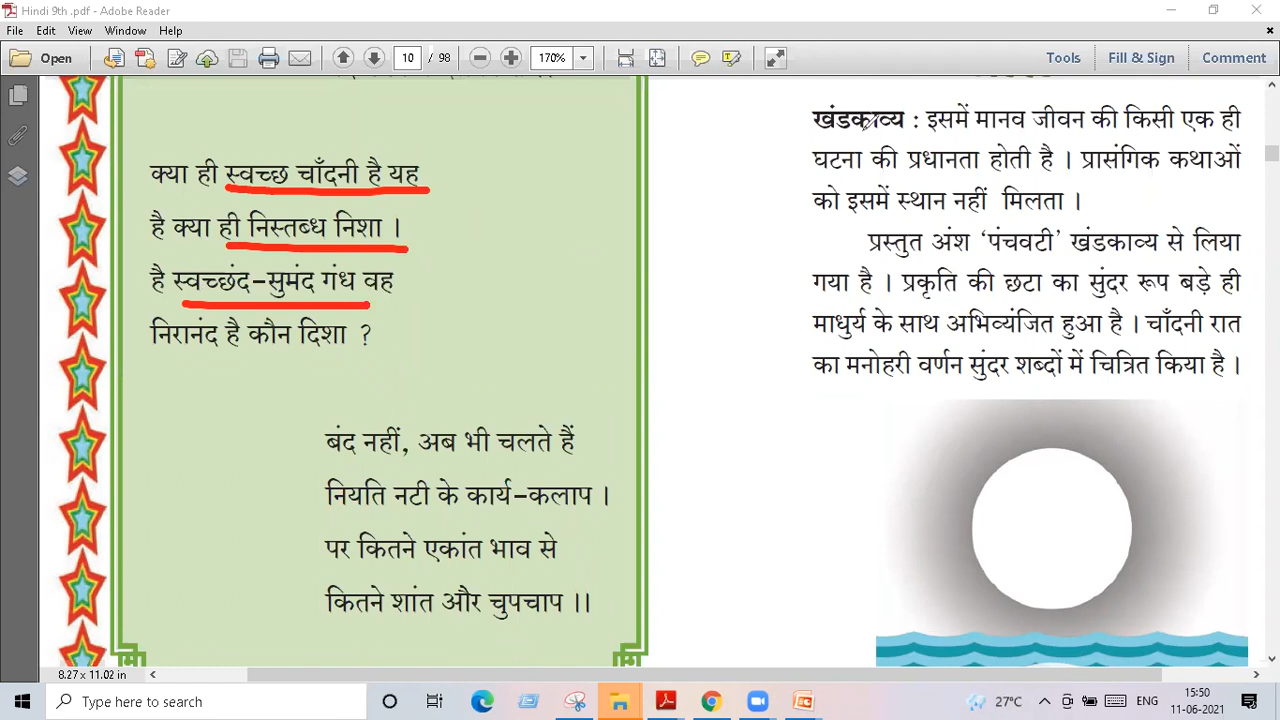 Hindi 9th .pdf - Adobe Reader
File Edit View Window Help
Open 10 / 98 170% Tools Fill & Sign Comment
क्या ही स्वच्छ चाँदनी है यह
है क्या ही निस्तब्ध निशा ।
है स्वच्छंद-सुमंद गंध वह
निरानंद है कौन दिशा ?
बंद नहीं, अब भी चलते हैं
नियति नटी के कार्य-कलाप ।
पर कितने एकांत भाव से
कितने शांत और चुपचाप ।।
खंडकाव्य : इसमें मानव जीवन की किसी एक ही
घटना की प्रधानता होती है । प्रासंगिक कथाओं
को इसमें स्थान नहीं मिलता ।
प्रस्तुत अंश ‘पंचवटी’ खंडकाव्य से लिया
गया है । प्रकृति की छटा का सुंदर रूप बड़े ही
माधुर्य के साथ अभिव्यंजित हुआ है । चाँदनी रात
का मनोहरी वर्णन सुंदर शब्दों में चित्रित किया है ।
8.27 x 11.02 in
Type here to search
27°C ENG 15:50
11-06-2021